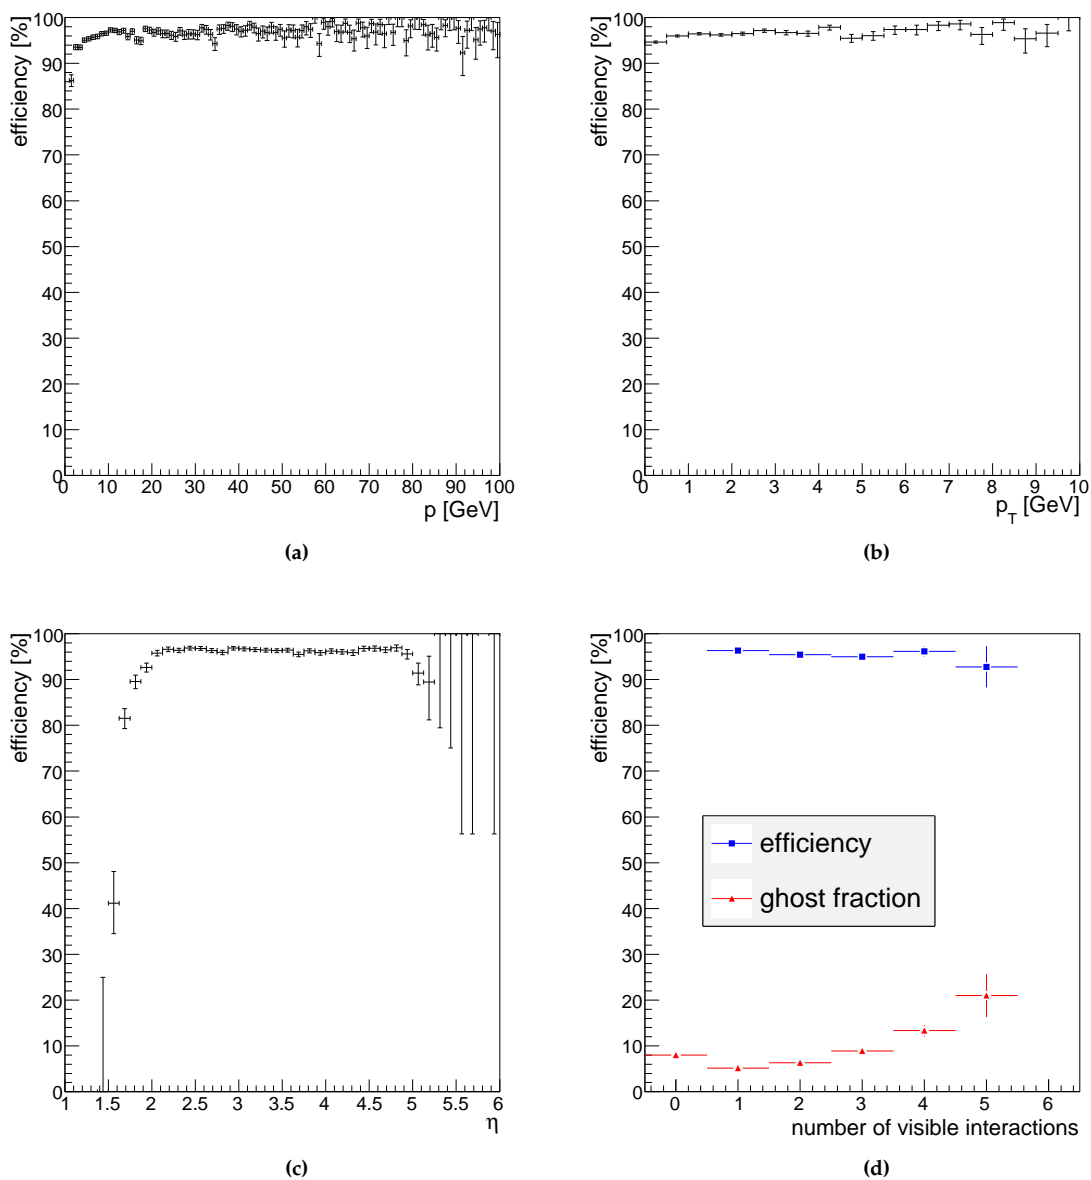 efficiency [%]
100
90
80
70
60
50
40
30
20
10
0
0 10 20 30 40 50 60 70 80 90 100
p [GeV]
(a)
efficiency [%]
100
90
80
70
60
50
40
30
20
10
0
0 1 2 3 4 5 6 7 8 9 10
p_T [GeV]
(b)
efficiency [%]
100
90
80
70
60
50
40
30
20
10
0
1 1.5 2 2.5 3 3.5 4 4.5 5 5.5 6
η
(c)
efficiency [%]
100
90
80
70
60
50
40
30
20
10
0
efficiency
ghost fraction
0 1 2 3 4 5 6
number of visible interactions
(d)